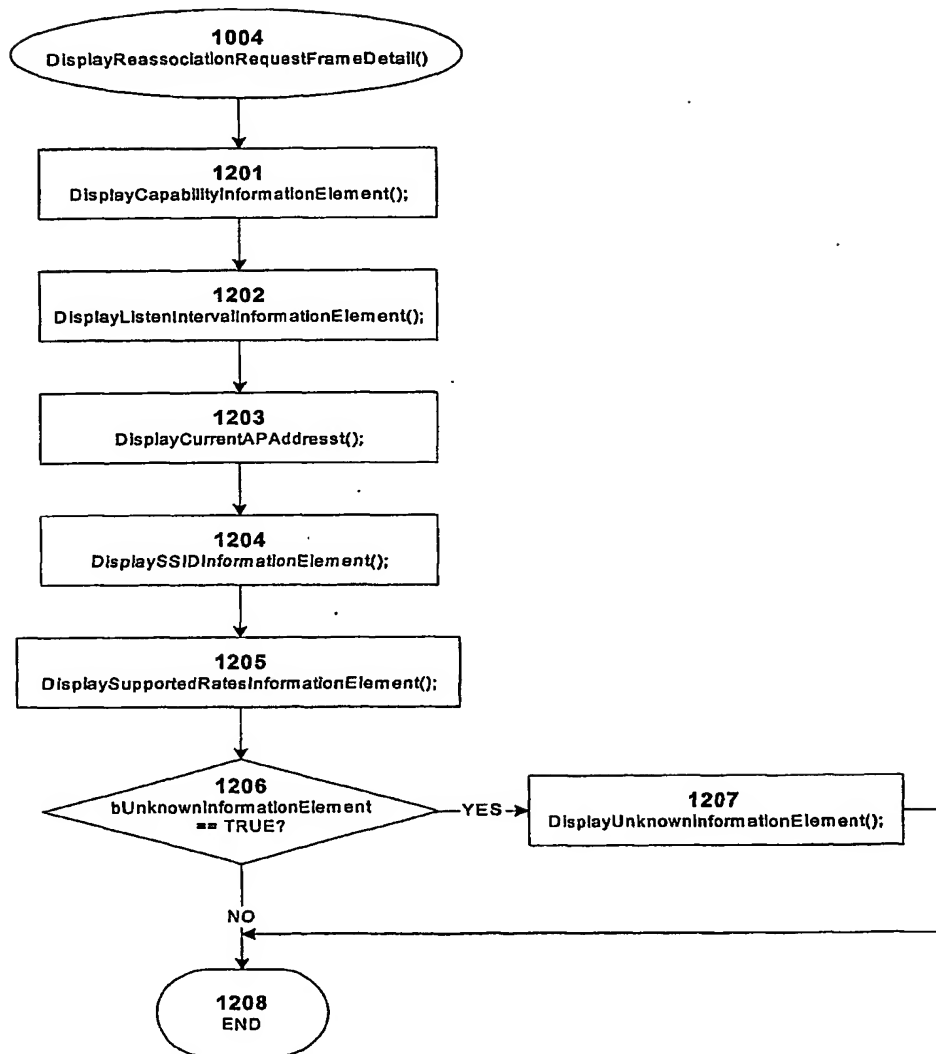 1004
DisplayReassociationRequestFrameDetail()
1201
DisplayCapabilityInformationElement();
1202
DisplayListenIntervalInformationElement();
1203
DisplayCurrentAPAddresst();
1204
DisplaySSIDInformationElement();
1205
DisplaySupportedRatesInformationElement();
1206
bUnknownInformationElement
== TRUE?
YES
1207
DisplayUnknownInformationElement();
NO
1208
END